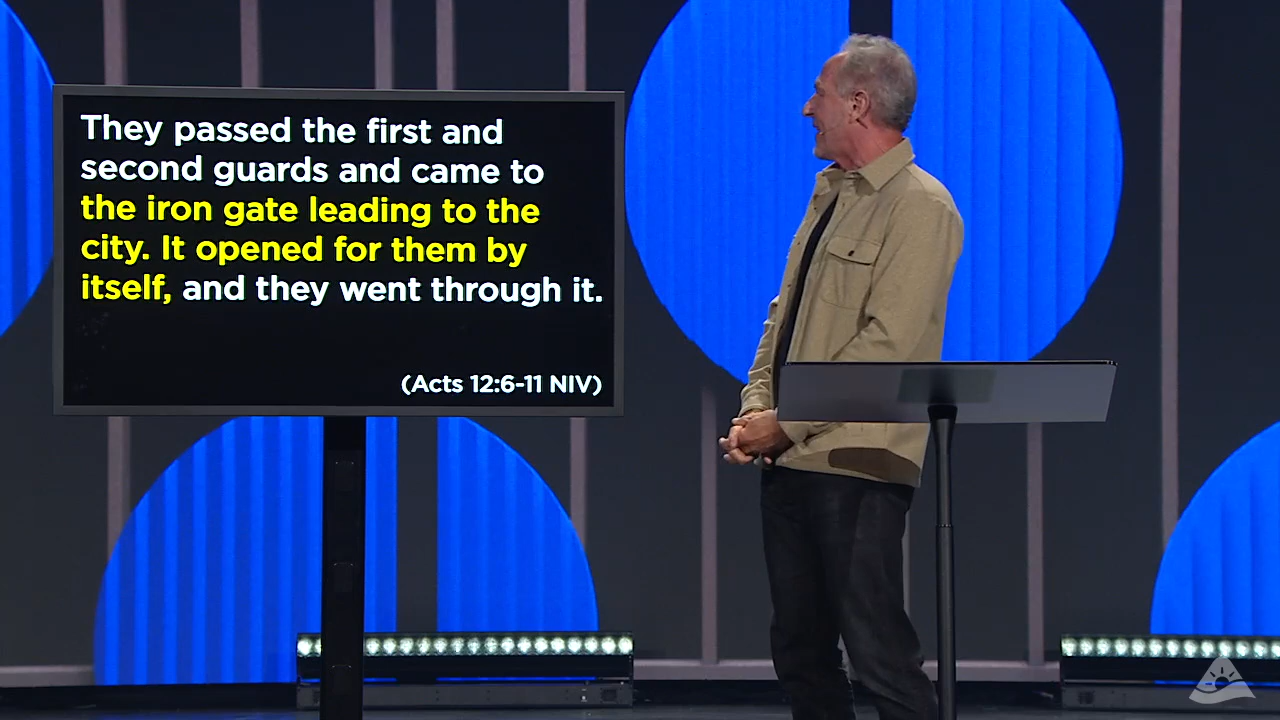 They passed the first and
second guards and came to
the iron gate leading to the
city. It opened for them by
itself, and they went through it.
(Acts 12:6-11 NIV)